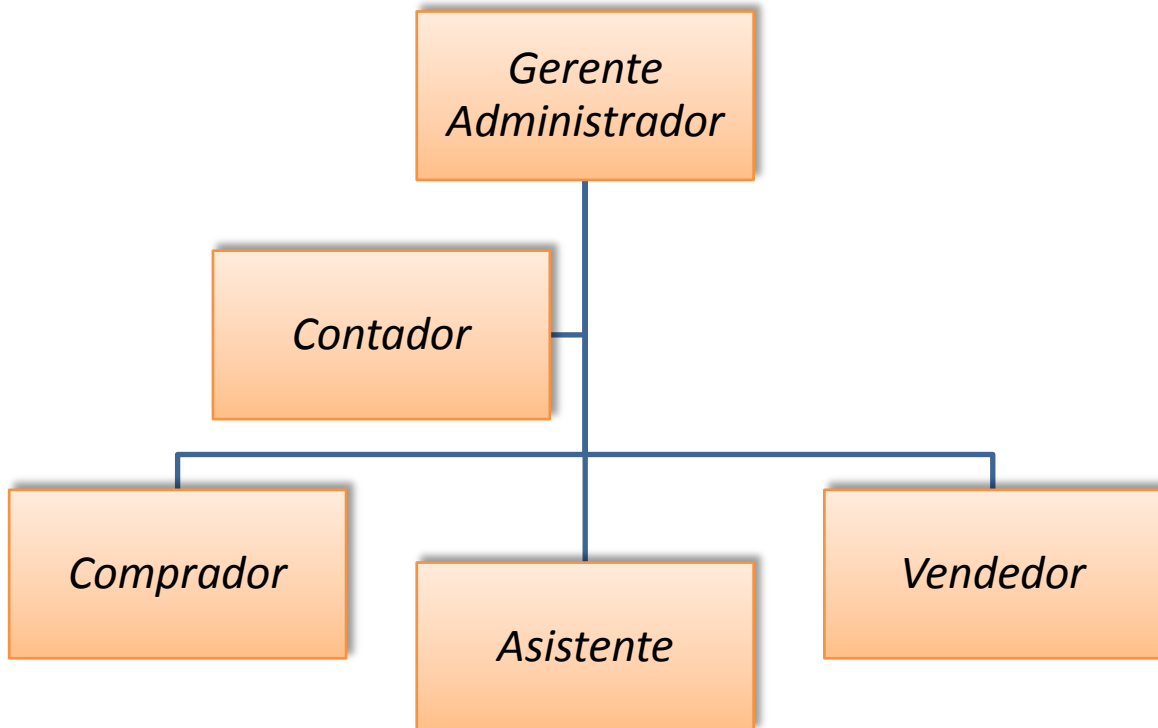 Gerente
Administrador
Contador
Comprador
Asistente
Vendedor